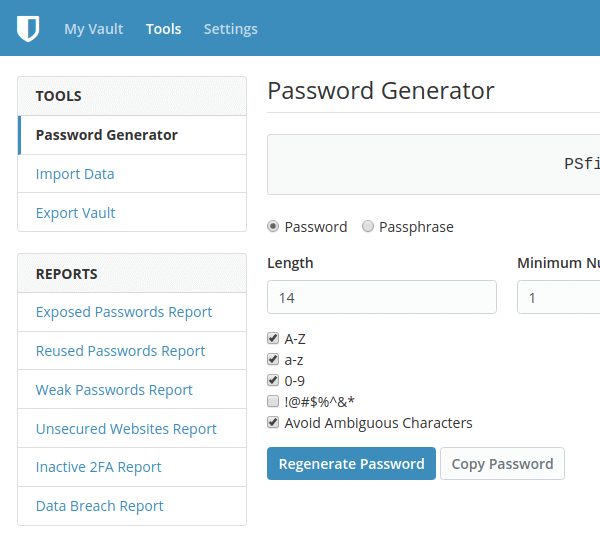 My Vault Tools Settings
TOOLS
Password Generator
Import Data
Export Vault
REPORTS
Exposed Passwords Report
Reused Passwords Report
Weak Passwords Report
Unsecured Websites Report
Inactive 2FA Report
Data Breach Report
Password Generator
PSfi
Password Passphrase
Length Minimum Nu
14 1
A-Z
a-z
0-9
!@#$%^&*
Avoid Ambiguous Characters
Regenerate Password Copy Password